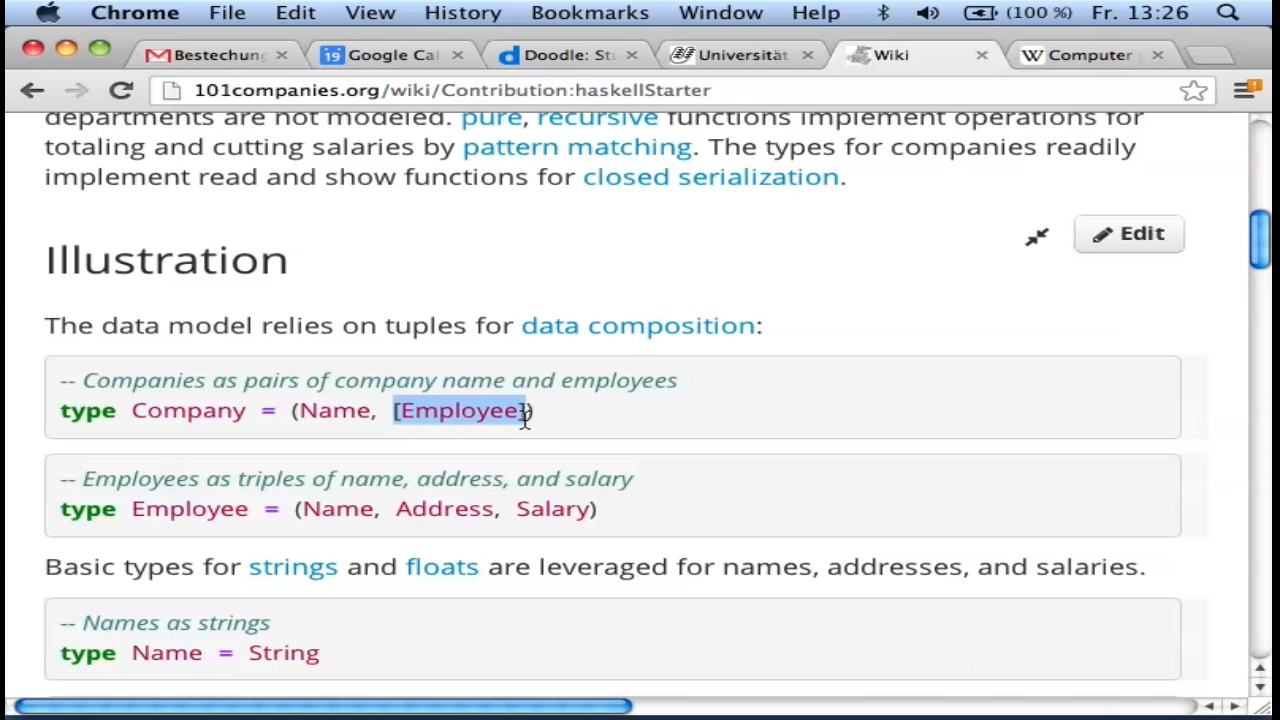 Chrome File Edit View History Bookmarks Window Help (100 %) Fr. 13:26
Bestechung Google Cal Doodle: Stu Universität Wiki Computer
101companies.org/wiki/Contribution:haskellStarter
departments are not modeled. pure, recursive functions implement operations for
totaling and cutting salaries by pattern matching. The types for companies readily
implement read and show functions for closed serialization.
Illustration
Edit
The data model relies on tuples for data composition:
-- Companies as pairs of company name and employees
type Company = (Name, [Employee])
-- Employees as triples of name, address, and salary
type Employee = (Name, Address, Salary)
Basic types for strings and floats are leveraged for names, addresses, and salaries.
-- Names as strings
type Name = String